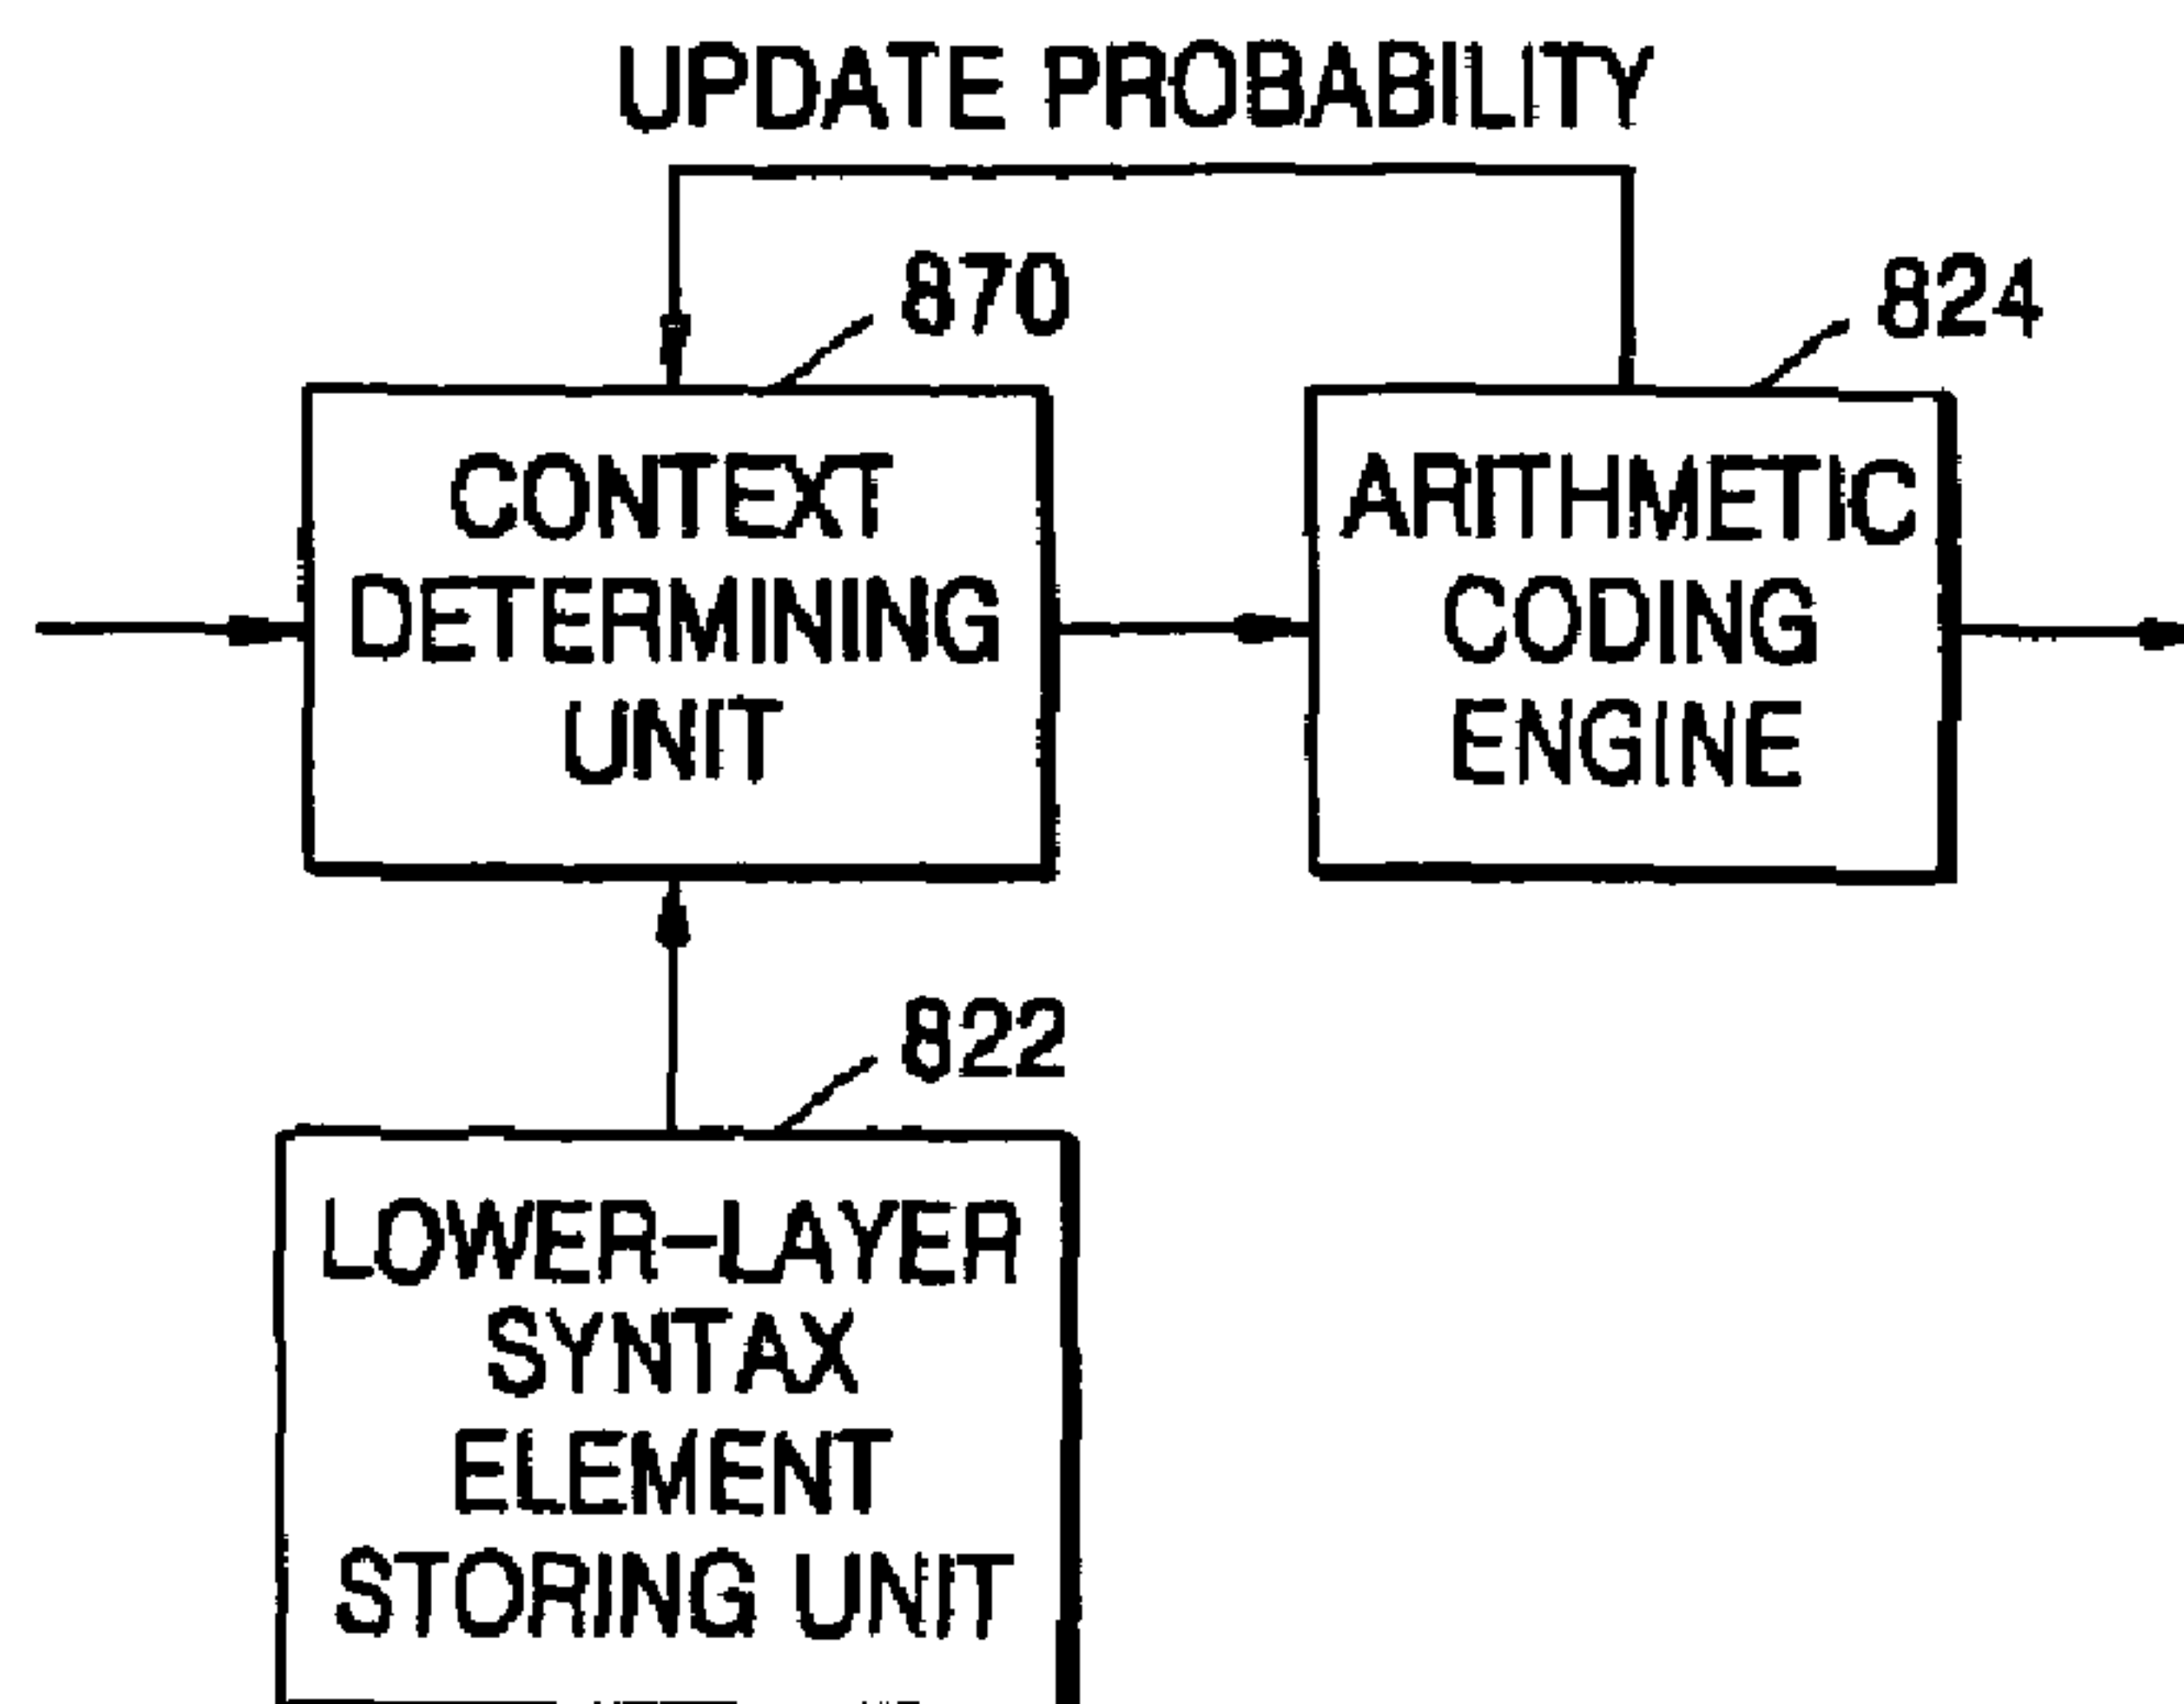 UPDATE PROBABILITY
870
824
CONTEXT
DETERMINING
UNIT
ARITHMETIC
CODING
ENGINE
822
LOWER-LAYER
SYNTAX
ELEMENT
STORING UNIT